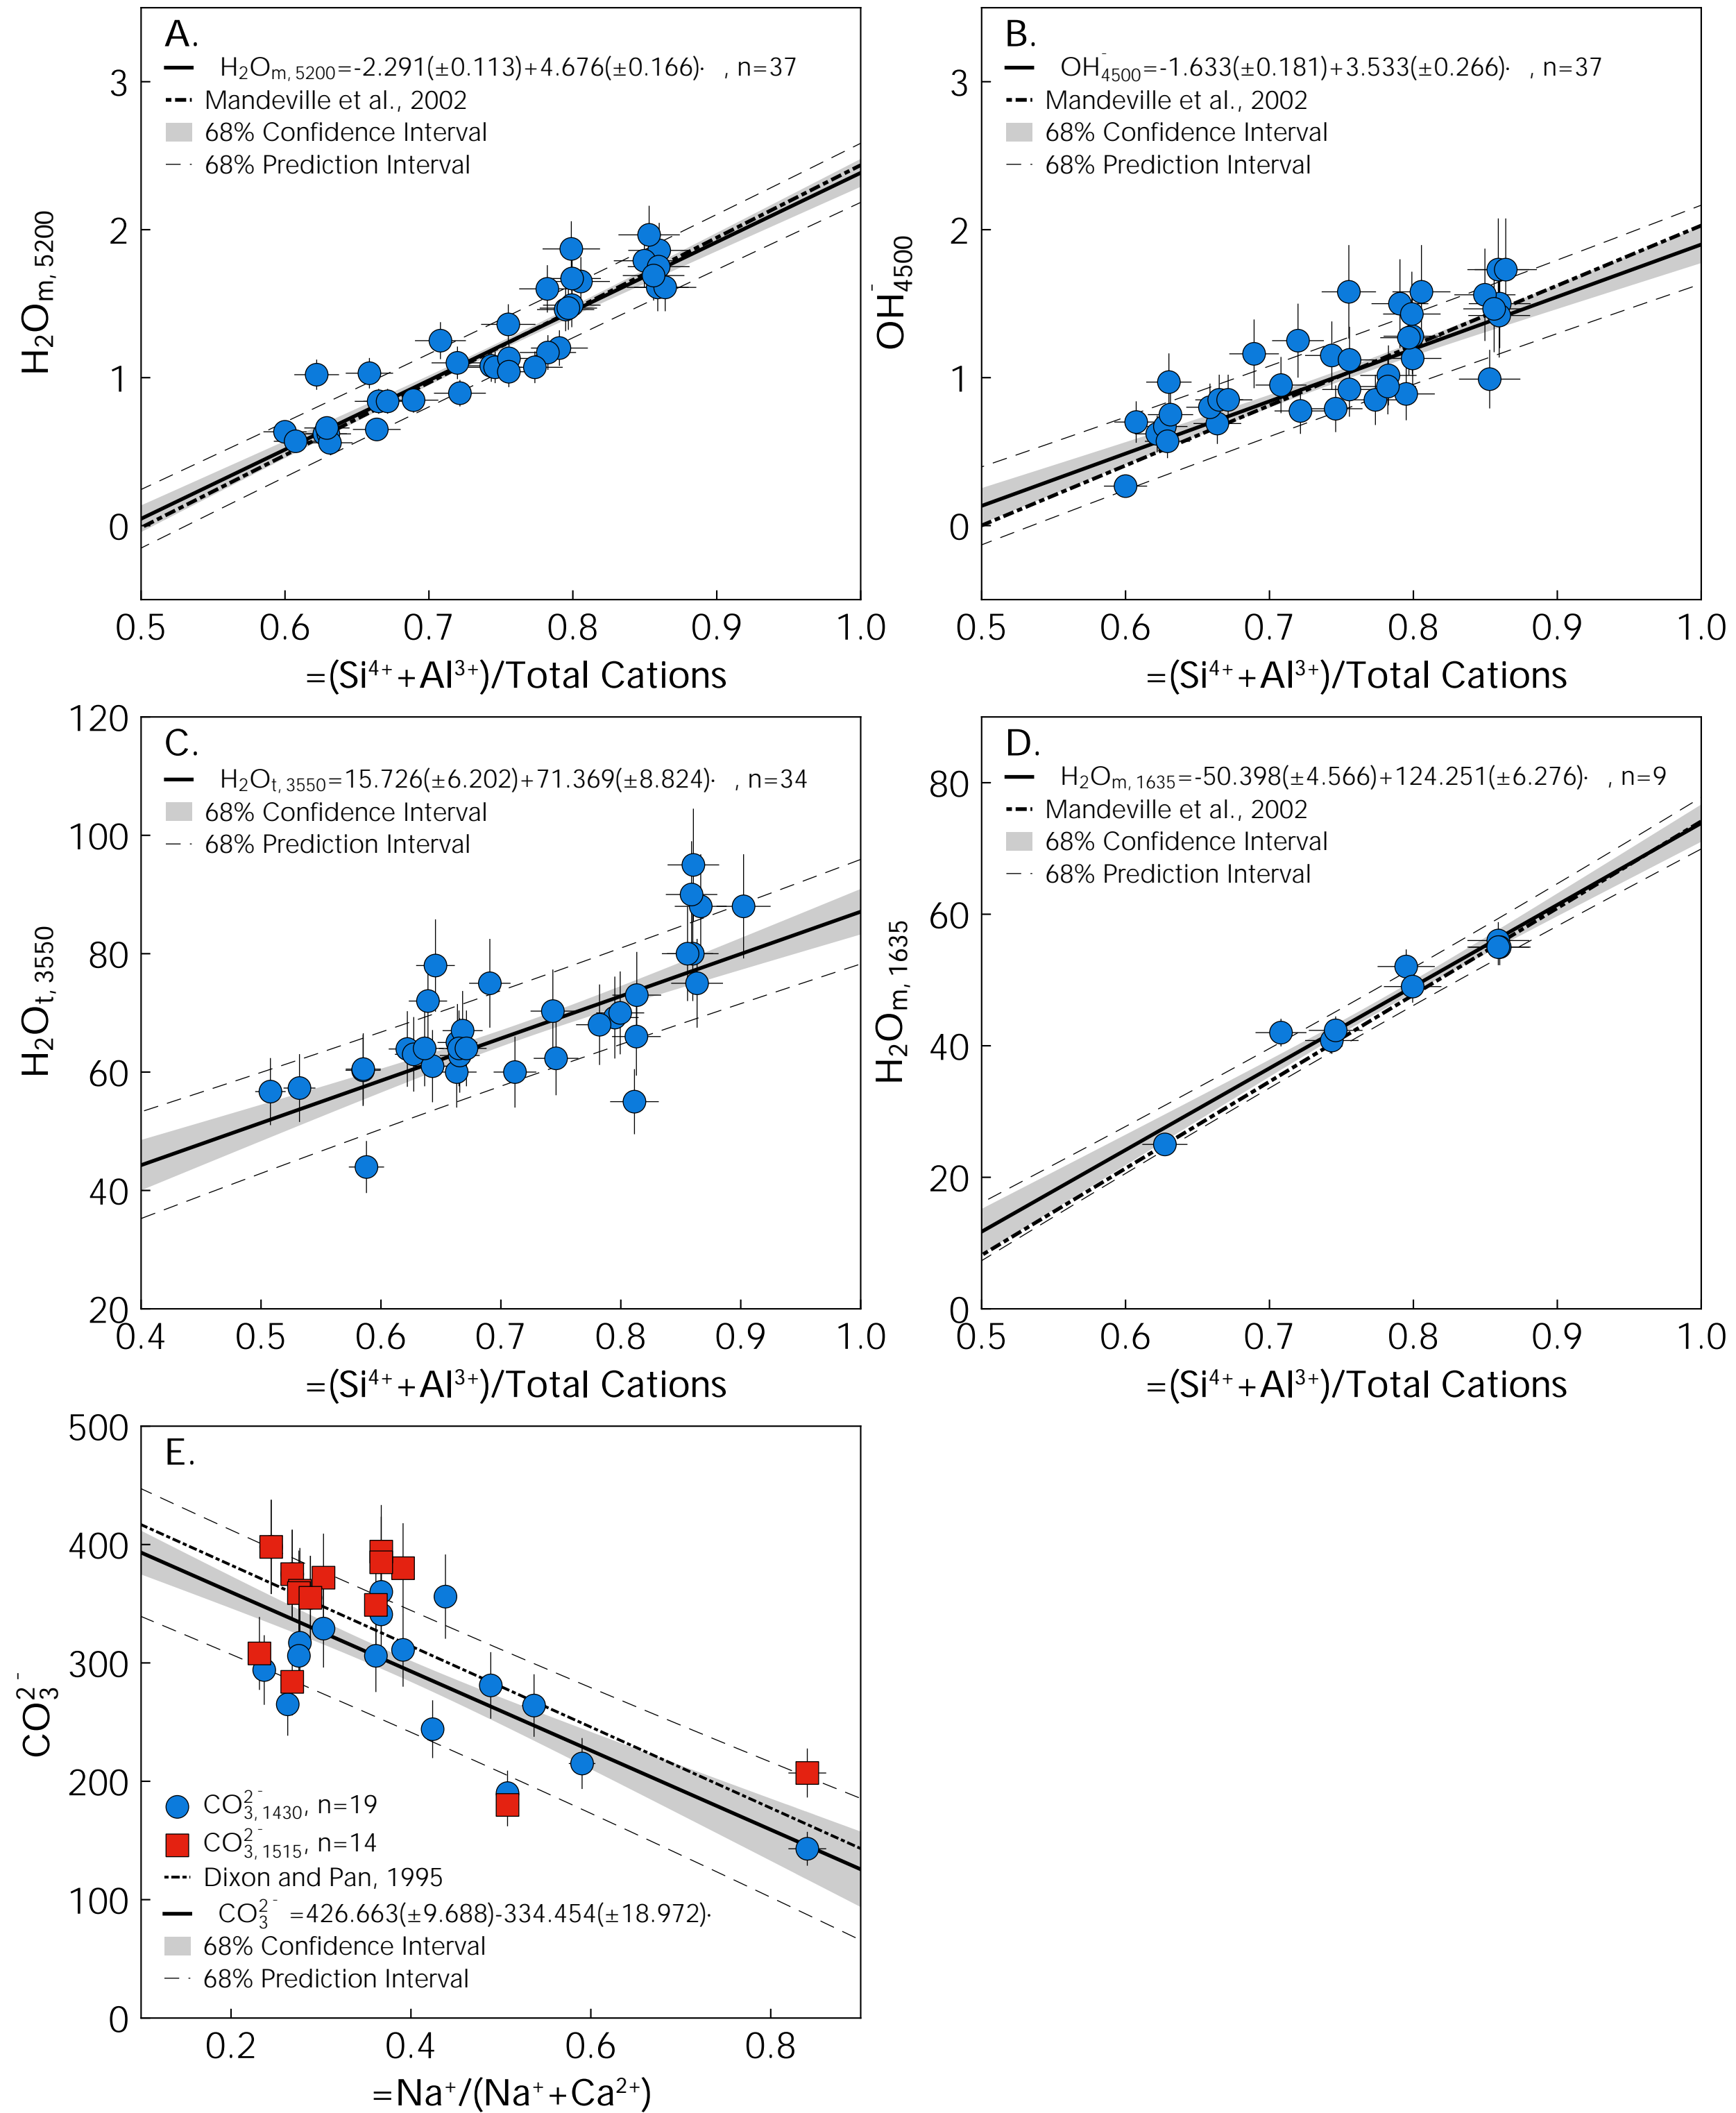 A.
H₂Oₘ, ₅₂₀₀=-2.291(±0.113)+4.676(±0.166)· , n=37
Mandeville et al., 2002
68% Confidence Interval
68% Prediction Interval
H₂Oₘ, ₅₂₀₀
3
2
1
0
0.5 0.6 0.7 0.8 0.9 1.0
=(Si⁴⁺+Al³⁺)/Total Cations
B.
OH⁻₄₅₀₀=-1.633(±0.181)+3.533(±0.266)· , n=37
Mandeville et al., 2002
68% Confidence Interval
68% Prediction Interval
OH⁻₄₅₀₀
3
2
1
0
0.5 0.6 0.7 0.8 0.9 1.0
=(Si⁴⁺+Al³⁺)/Total Cations
C.
H₂Oₜ, ₃₅₅₀=15.726(±6.202)+71.369(±8.824)· , n=34
68% Confidence Interval
68% Prediction Interval
H₂Oₜ, ₃₅₅₀
120
100
80
60
40
20
0.4 0.5 0.6 0.7 0.8 0.9 1.0
=(Si⁴⁺+Al³⁺)/Total Cations
D.
H₂Oₘ, ₁₆₃₅=-50.398(±4.566)+124.251(±6.276)· , n=9
Mandeville et al., 2002
68% Confidence Interval
68% Prediction Interval
H₂Oₘ, ₁₆₃₅
80
60
40
20
0
0.5 0.6 0.7 0.8 0.9 1.0
=(Si⁴⁺+Al³⁺)/Total Cations
E.
CO₃²⁻
500
400
300
200
100
0
CO²⁻₃, ₁₄₃₀, n=19
CO²⁻₃, ₁₅₁₅, n=14
Dixon and Pan, 1995
CO₃²⁻ =426.663(±9.688)-334.454(±18.972)·
68% Confidence Interval
68% Prediction Interval
0.2 0.4 0.6 0.8
=Na⁺/(Na⁺+Ca²⁺)